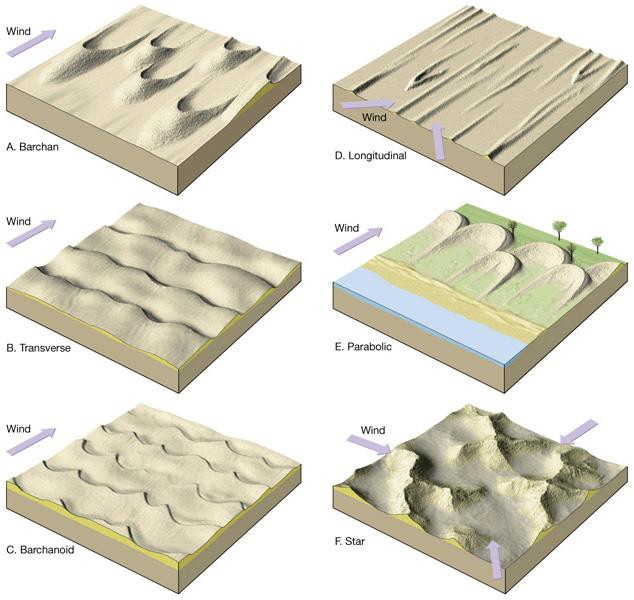 Wind
A. Barchan
Wind
D. Longitudinal
Wind
B. Transverse
Wind
E. Parabolic
Wind
C. Barchanoid
Wind
F. Star